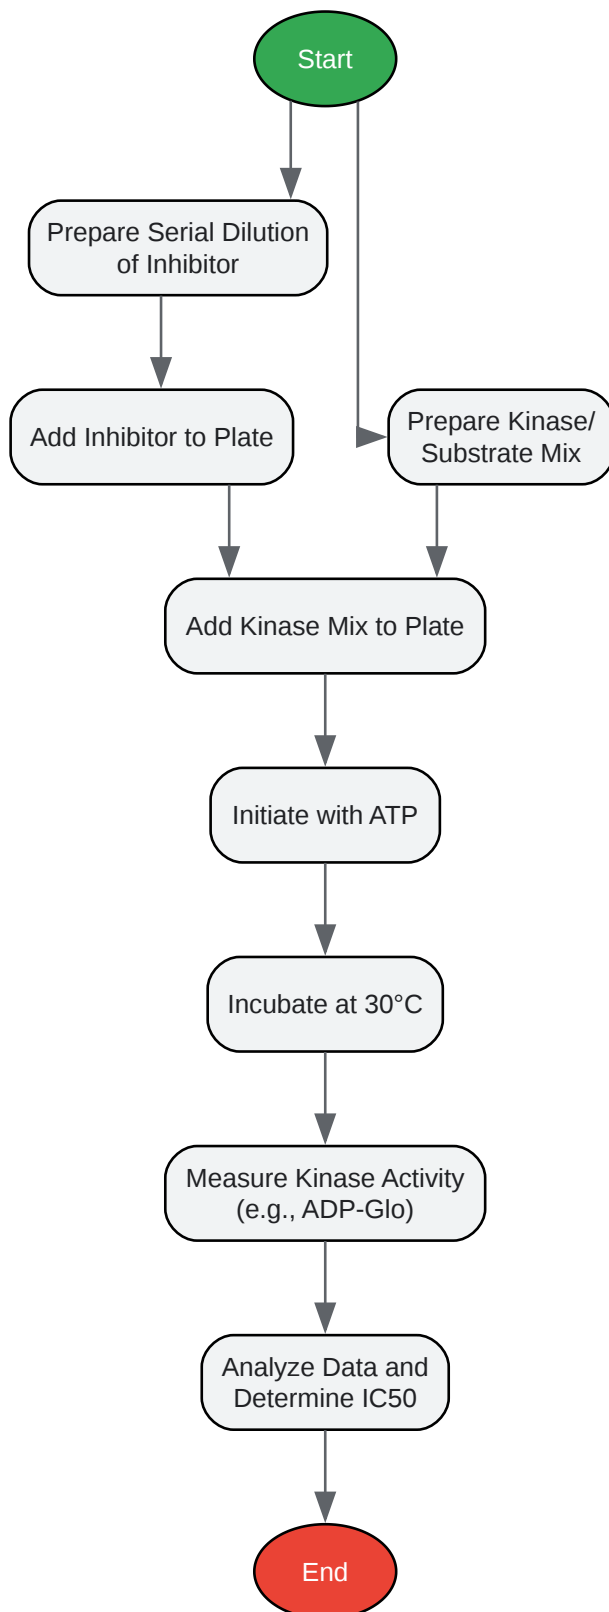 Start
Prepare Serial Dilution
of Inhibitor
Add Inhibitor to Plate
Prepare Kinase/
Substrate Mix
Add Kinase Mix to Plate
Initiate with ATP
Incubate at 30°C
Measure Kinase Activity
(e.g., ADP-Glo)
Analyze Data and
Determine IC50
End